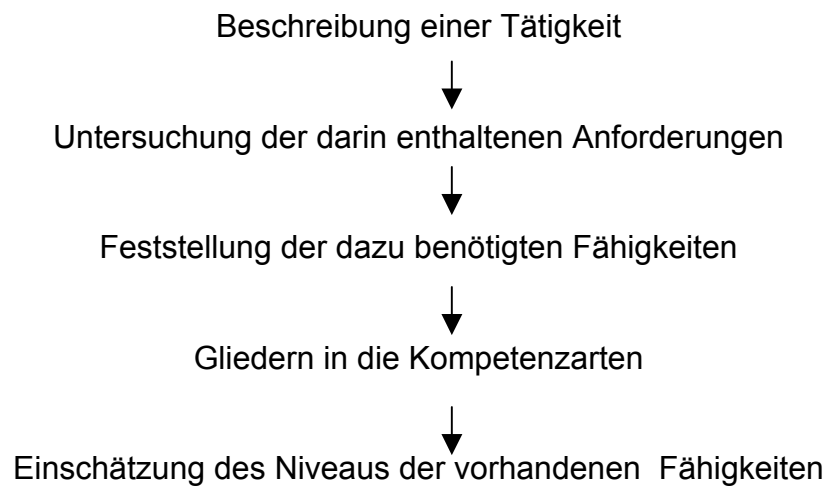 Beschreibung einer Tätigkeit
Untersuchung der darin enthaltenen Anforderungen
Feststellung der dazu benötigten Fähigkeiten
Gliedern in die Kompetenzarten
Einschätzung des Niveaus der vorhandenen Fähigkeiten